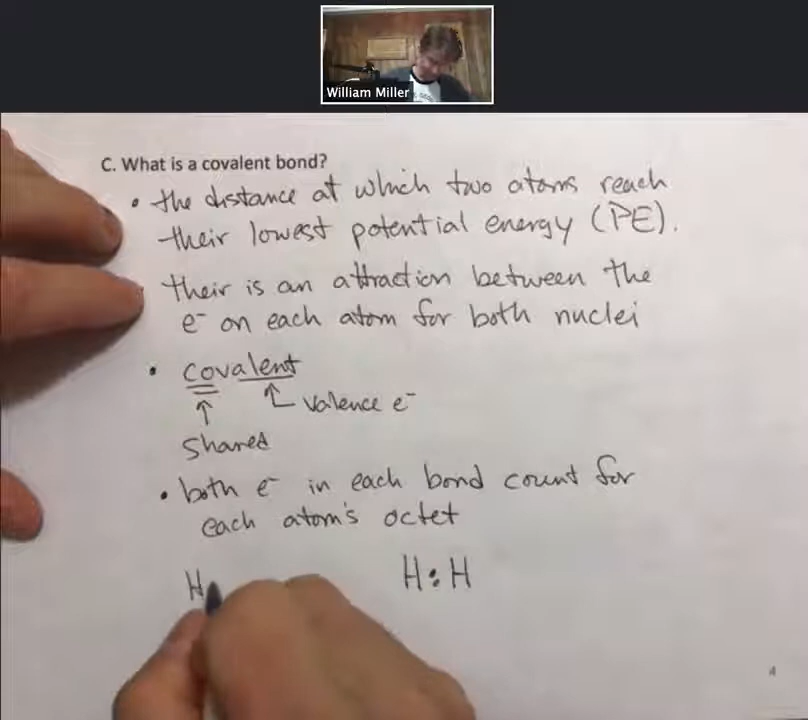 William Miller
C. What is a covalent bond?
• the distance at which two atoms reach
their lowest potential energy (PE).
their is an attraction between the
e⁻ on each atom for both nuclei
• covalent
valence e⁻
shared
• both e⁻ in each bond count for
each atom's octet
H H:H
4